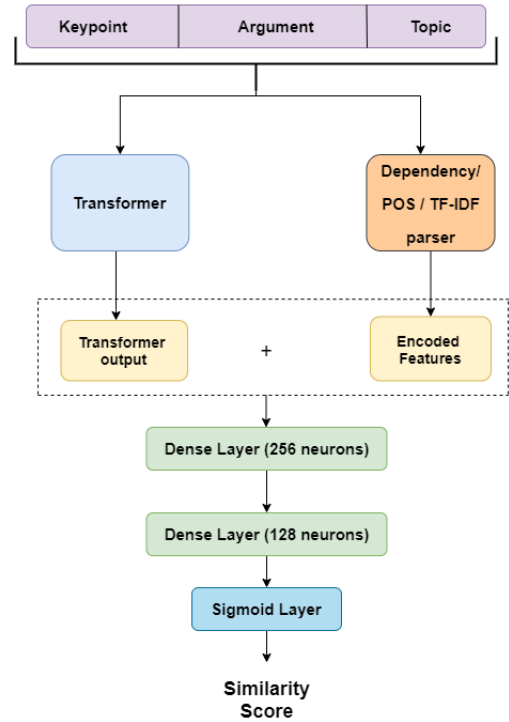 Keypoint
Argument
Topic
Transformer
Dependency/
POS / TF-IDF
parser
Transformer
output
+
Encoded
Features
Dense Layer (256 neurons)
Dense Layer (128 neurons)
Sigmoid Layer
Similarity
Score